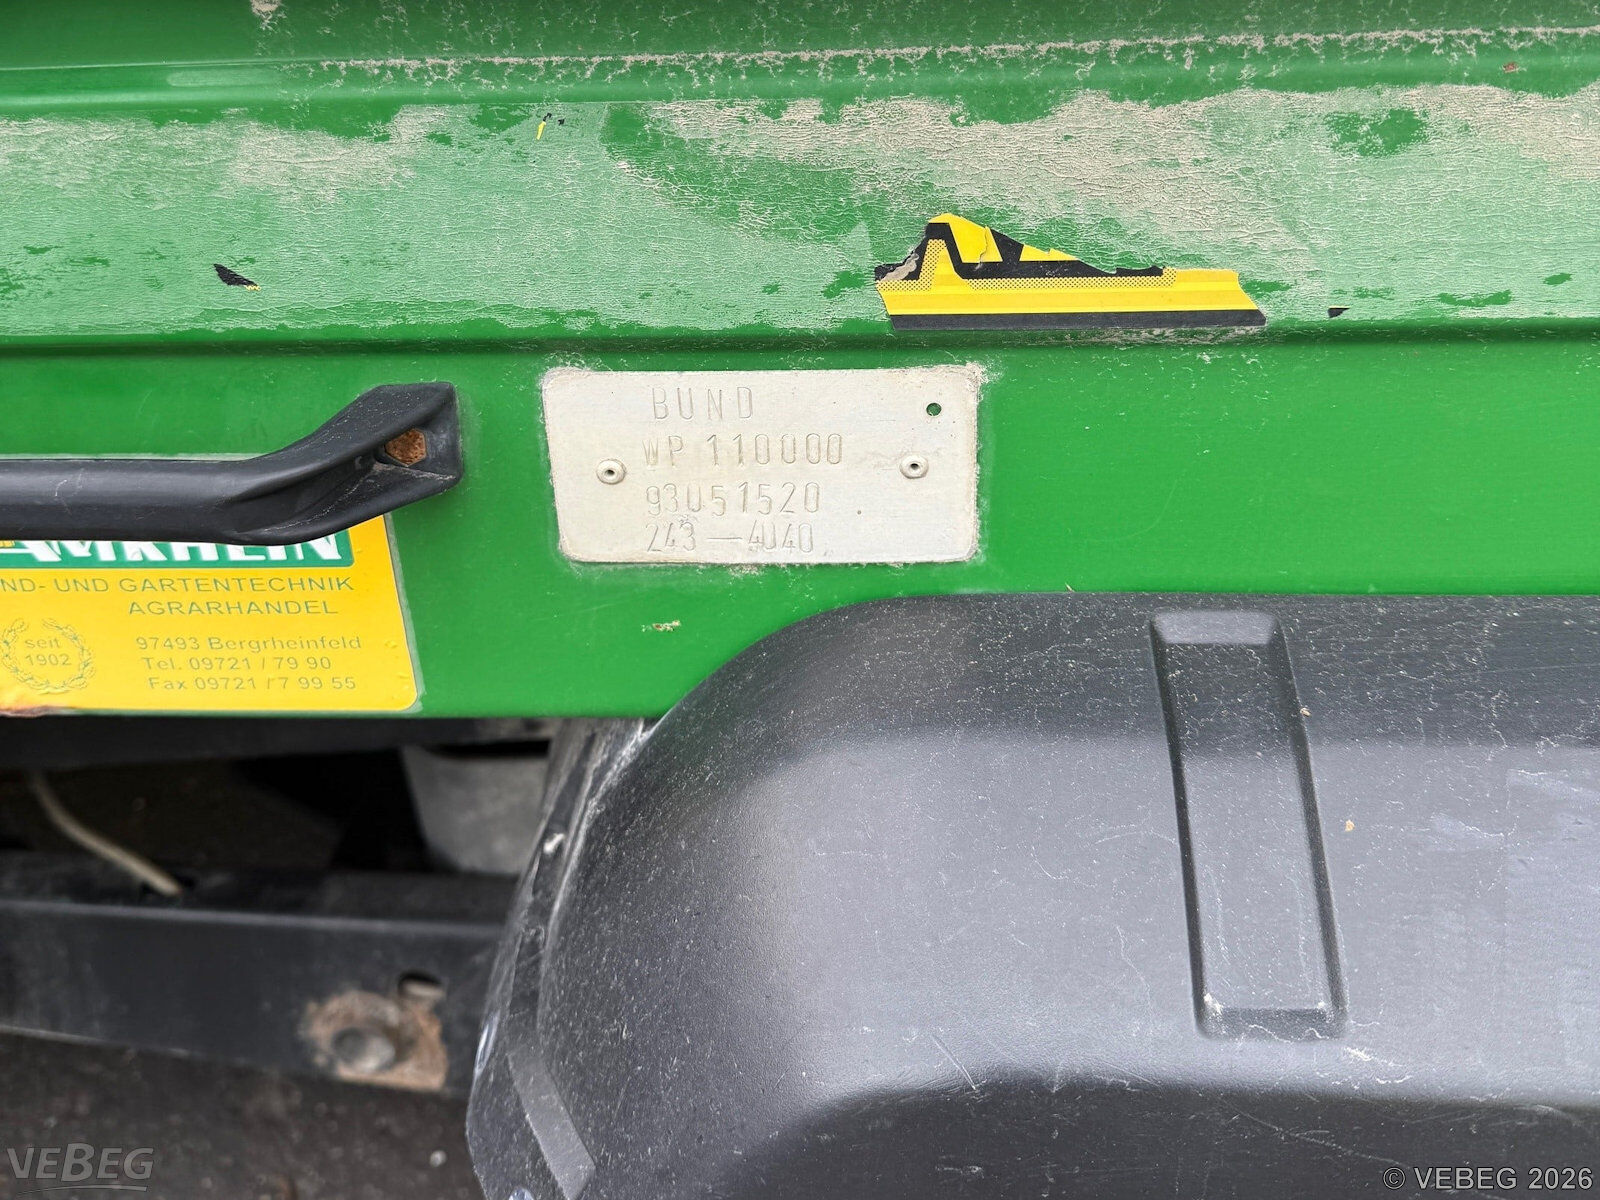 BUND
WP 110000
93051520
243-4040
ND- UND GARTENTECHNIK
AGRARHANDEL
seit
1902
97493 Bergrheinfeld
Tel. 09721 / 79 90
Fax 09721 / 7 99 55
VEBEG
© VEBEG 2026